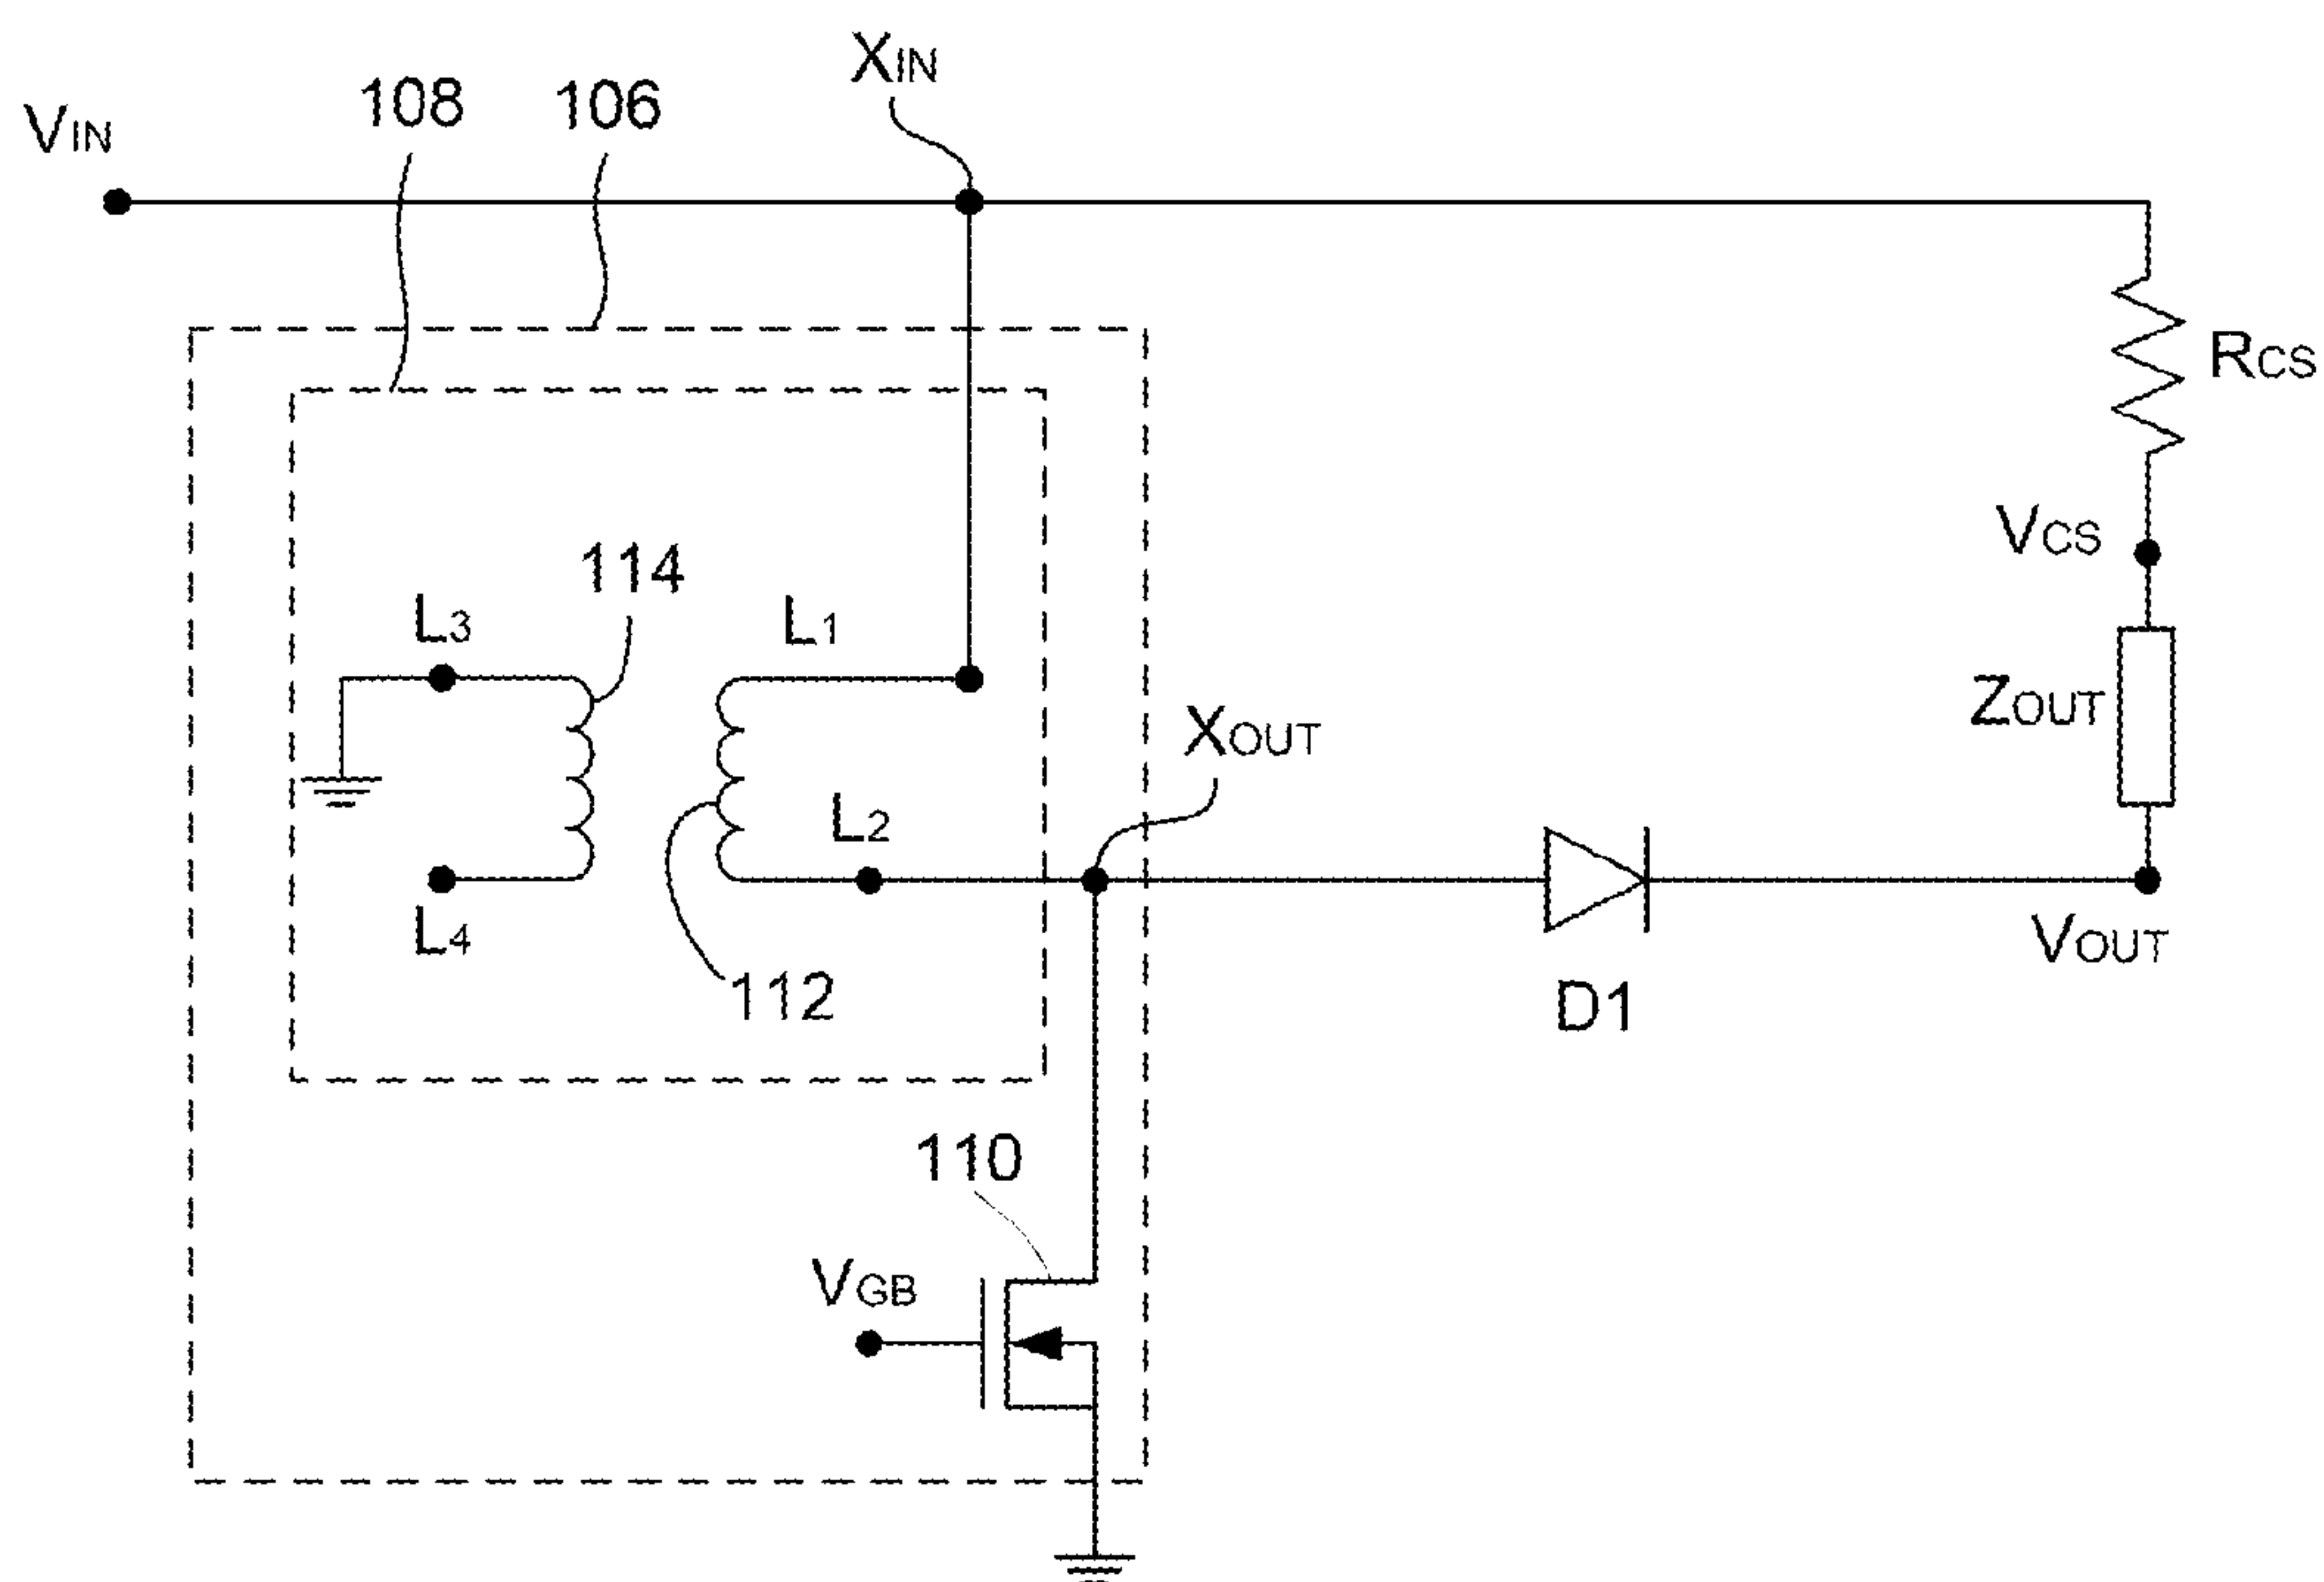 XIN
108
106
VIN
RCS
VCS
114
L3
L1
ZOUT
XOUT
L2
L4
VOUT
112
D1
110
VGB